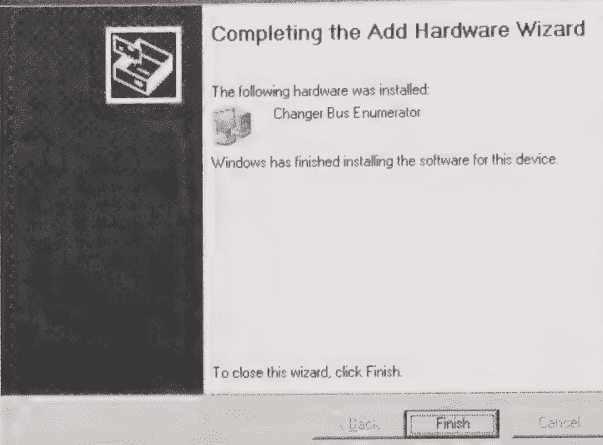 Completing the Add Hardware Wizard
The following hardware was installed:
Changer Bus Enumerator
Windows has finished installing the software for this device.
To close this wizard, click Finish.
< Back
Finish
Cancel